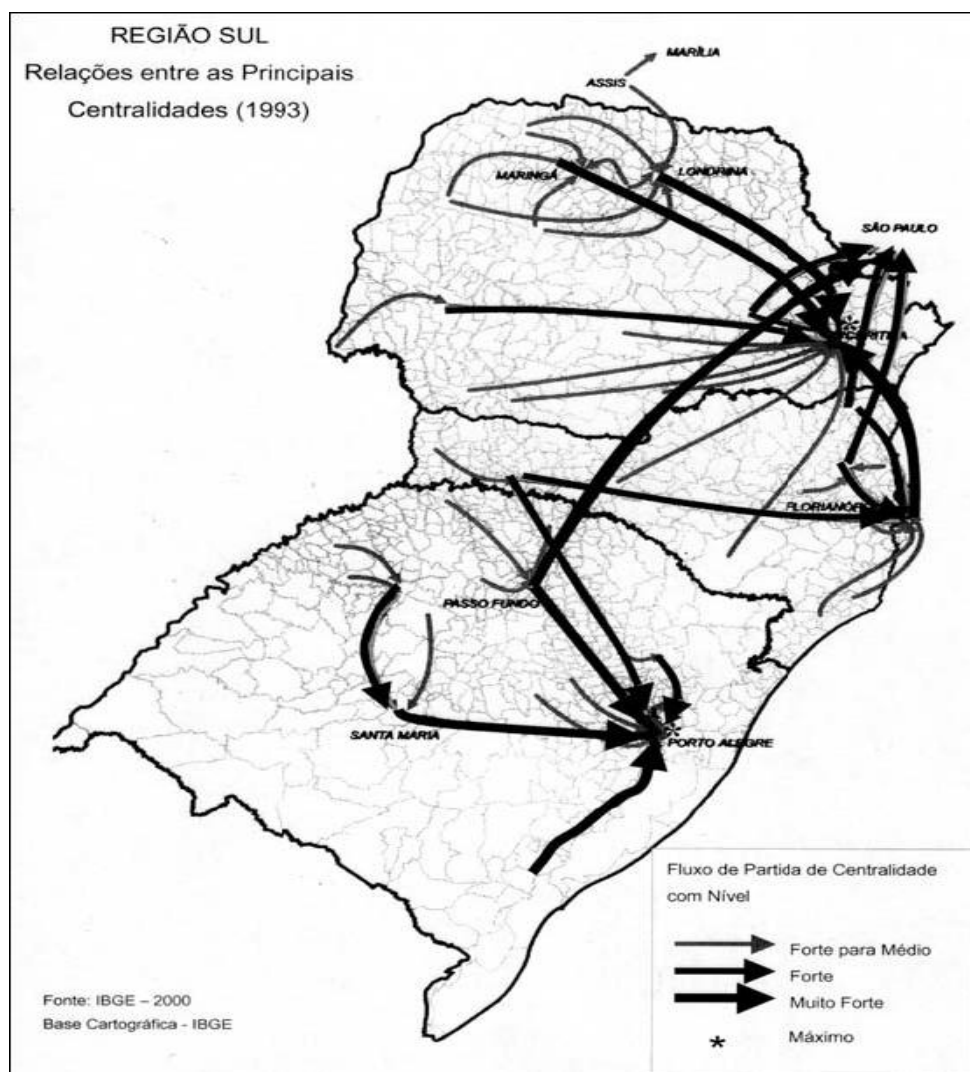 REGIÃO SUL
Relações entre as Principais
Centralidades (1993)
MARÍLIA
ASSIS
MARINGÁ
LONDRINA
SÃO PAULO
RITIBA
FLORIANÓP
PASSO FUNDO
SANTA MARIA
PORTO ALEGRE
Fluxo de Partida de Centralidade
com Nível
Forte para Médio
Forte
Muito Forte
* Máximo
Fonte: IBGE – 2000
Base Cartográfica - IBGE